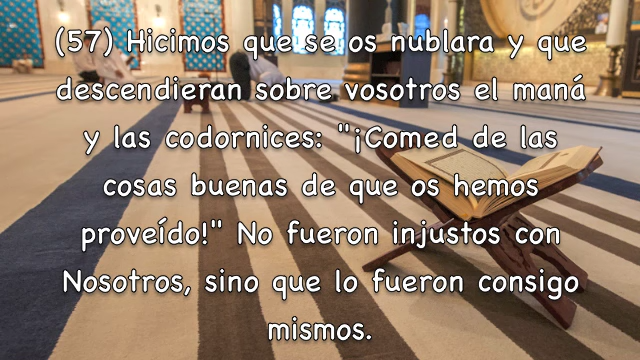 (57) Hicimos que se os nublara y que
descendieran sobre vosotros el maná
y las codornices: "¡Comed de las
cosas buenas de que os hemos
proveído!" No fueron injustos con
Nosotros, sino que lo fueron consigo
mismos.